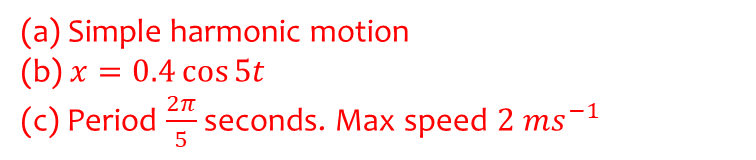 (a) Simple harmonic motion
(b) x = 0.4 cos 5t
(c) Period 2π/5 seconds. Max speed 2 ms⁻¹